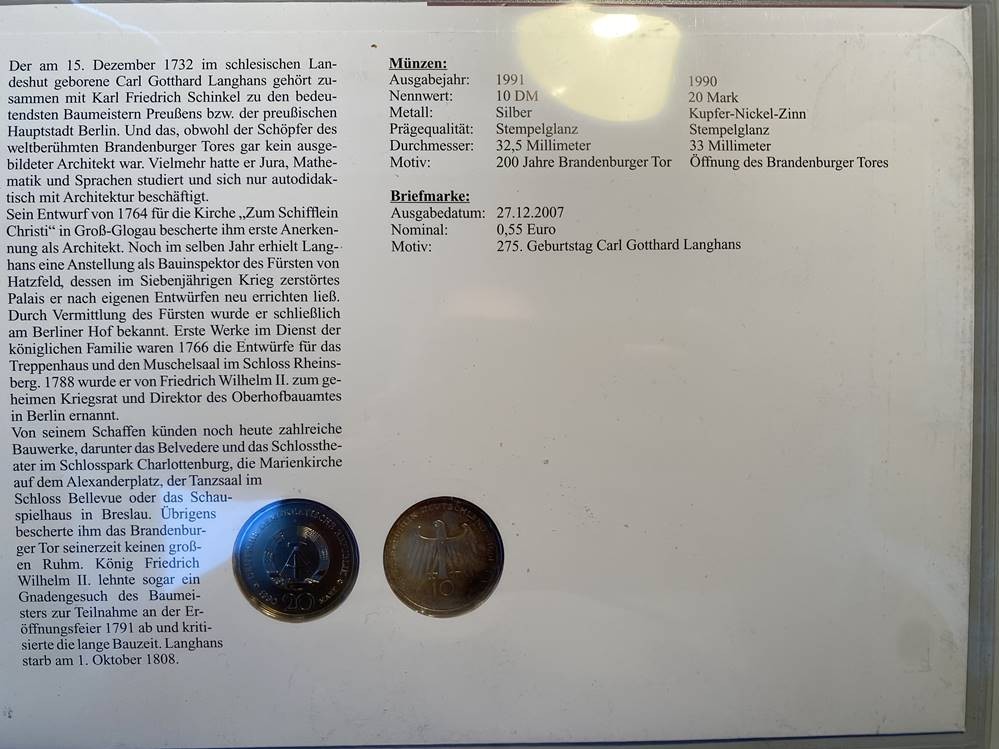 Der am 15. Dezember 1732 im schlesischen Lan-
deshut geborene Carl Gotthard Langhans gehört zu-
sammen mit Karl Friedrich Schinkel zu den bedeu-
tendsten Baumeistern Preußens bzw. der preußischen
Hauptstadt Berlin. Und das, obwohl der Schöpfer des
weltberühmten Brandenburger Tores gar kein ausge-
bildeter Architekt war. Vielmehr hatte er Jura, Mathe-
matik und Sprachen studiert und sich nur autodidak-
tisch mit Architektur beschäftigt.
Sein Entwurf von 1764 für die Kirche „Zum Schifflein
Christi“ in Groß-Glogau bescherte ihm erste Anerken-
nung als Architekt. Noch im selben Jahr erhielt Lang-
hans eine Anstellung als Bauinspektor des Fürsten von
Hatzfeld, dessen im Siebenjährigen Krieg zerstörtes
Palais er nach eigenen Entwürfen neu errichten ließ.
Durch Vermittlung des Fürsten wurde er schließlich
am Berliner Hof bekannt. Erste Werke im Dienst der
königlichen Familie waren 1766 die Entwürfe für das
Treppenhaus und den Muschelsaal im Schloss Rheins-
berg. 1788 wurde er von Friedrich Wilhelm II. zum ge-
heimen Kriegsrat und Direktor des Oberhofbauamtes
in Berlin ernannt.
Von seinem Schaffen künden noch heute zahlreiche
Bauwerke, darunter das Belvedere und das Schlossthe-
ater im Schlosspark Charlottenburg, die Marienkirche
auf dem Alexanderplatz, der Tanzsaal im
Schloss Bellevue oder das Schau-
spielhaus in Breslau. Übrigens
bescherte ihm das Brandenbur-
ger Tor seinerzeit keinen groß-
en Ruhm. König Friedrich
Wilhelm II. lehnte sogar ein
Gnadengesuch des Baumei-
sters zur Teilnahme an der Er-
öffnungsfeier 1791 ab und kriti-
sierte die lange Bauzeit. Langhans
starb am 1. Oktober 1808.
Münzen:
Ausgabejahr: 1991 1990
Nennwert: 10 DM 20 Mark
Metall: Silber Kupfer-Nickel-Zinn
Prägequalität: Stempelglanz Stempelglanz
Durchmesser: 32,5 Millimeter 33 Millimeter
Motiv: 200 Jahre Brandenburger Tor Öffnung des Brandenburger Tores
Briefmarke:
Ausgabedatum: 27.12.2007
Nominal: 0,55 Euro
Motiv: 275. Geburtstag Carl Gotthard Langhans
20
10